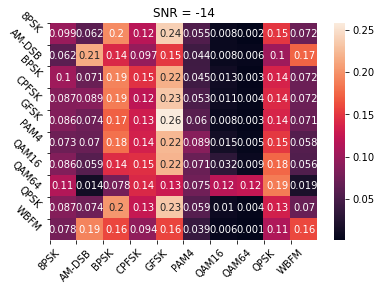 SNR = -14
8PSK 0.099 0.062 0.2 0.12 0.24 0.055 0.008 0.002 0.15 0.072
AM-DSB 0.062 0.21 0.14 0.097 0.15 0.044 0.008 0.006 0.1 0.17
BPSK 0.1 0.071 0.19 0.15 0.22 0.045 0.013 0.003 0.14 0.072
CPFSK 0.087 0.089 0.19 0.12 0.23 0.053 0.011 0.004 0.14 0.072
GFSK 0.086 0.074 0.17 0.13 0.26 0.06 0.008 0.003 0.14 0.071
PAM4 0.073 0.07 0.18 0.14 0.22 0.089 0.015 0.005 0.15 0.058
QAM16 0.086 0.059 0.14 0.15 0.22 0.071 0.032 0.009 0.18 0.056
QAM64 0.11 0.014 0.078 0.14 0.13 0.075 0.12 0.12 0.19 0.019
QPSK 0.087 0.074 0.2 0.13 0.23 0.059 0.01 0.004 0.13 0.07
WBFM 0.078 0.19 0.16 0.094 0.16 0.039 0.006 0.001 0.11 0.16
8PSK AM-DSB BPSK CPFSK GFSK PAM4 QAM16 QAM64 QPSK WBFM
0.25
0.20
0.15
0.10
0.05